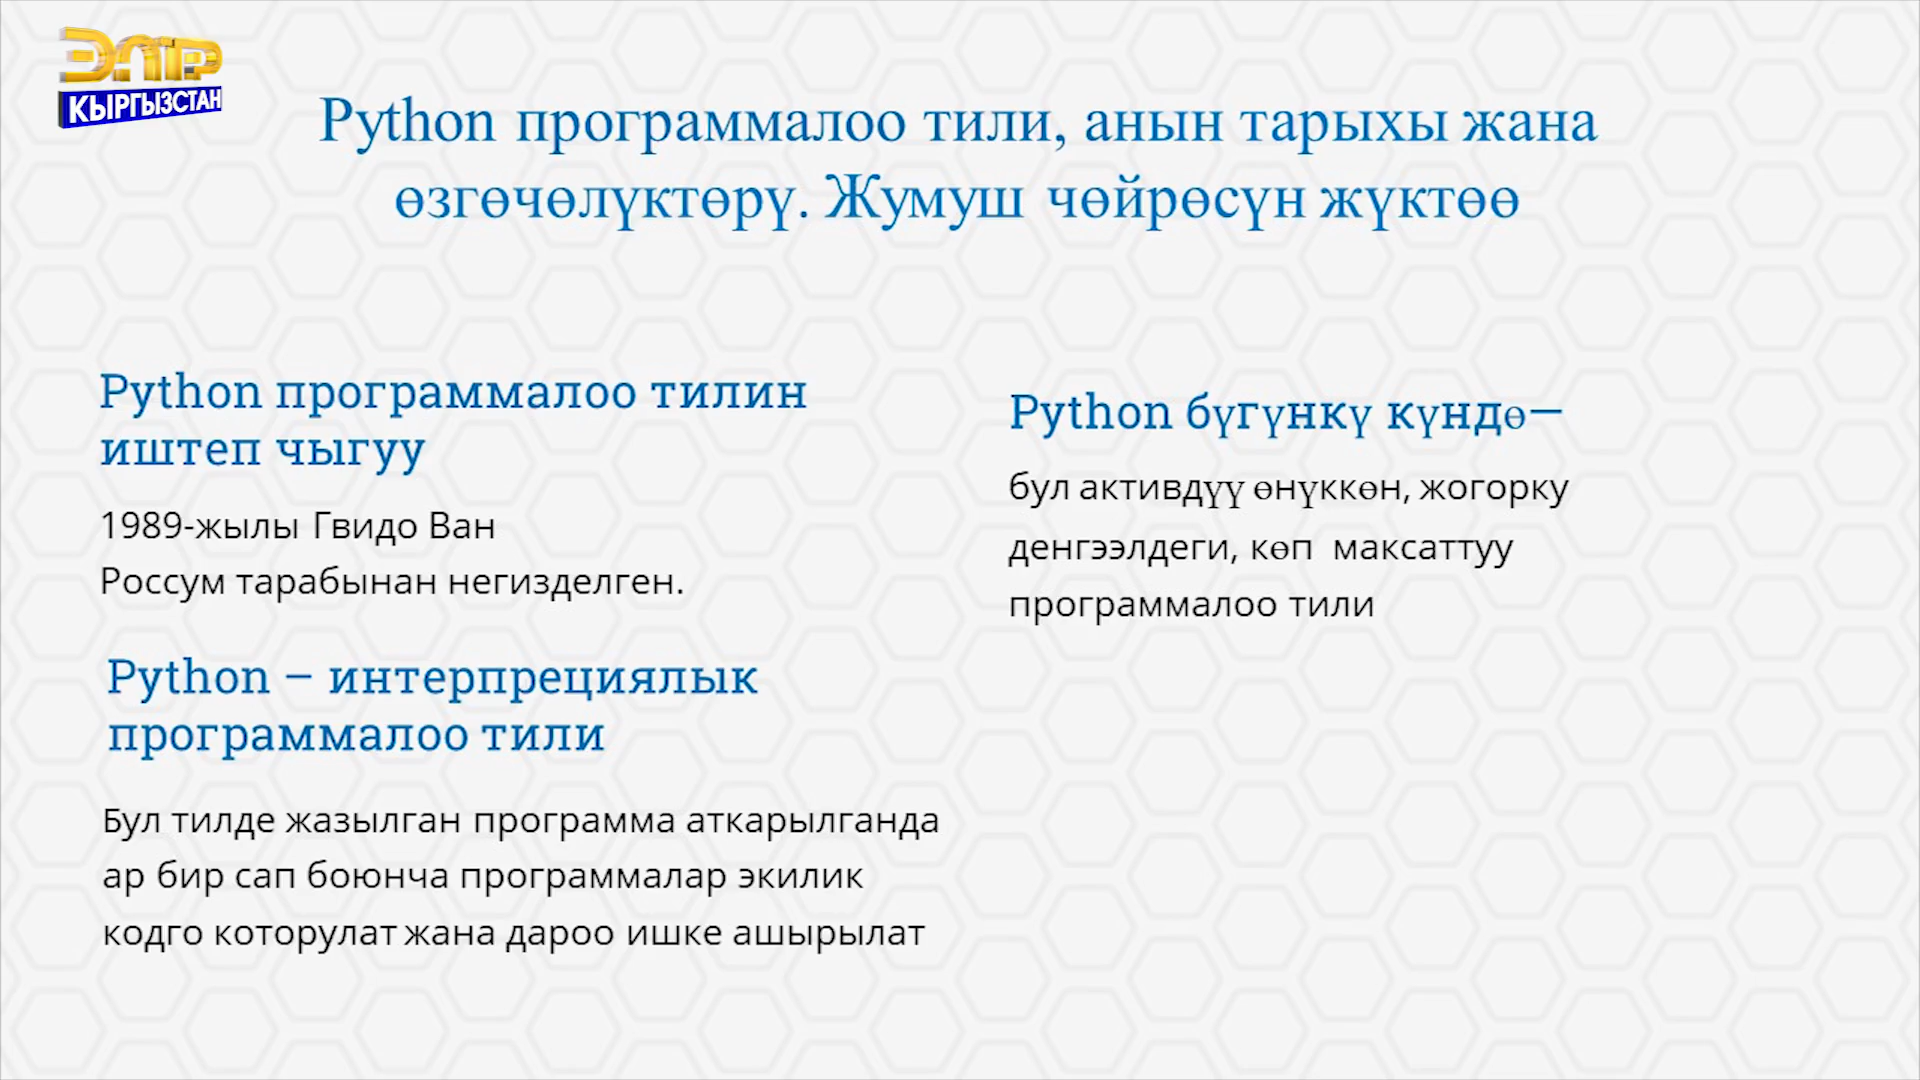 ЭЛТР
КЫРГЫЗСТАН
Python программалоо тили, анын тарыхы жана
өзгөчөлүктөрү. Жумуш чөйрөсүн жүктөө
Python программалоо тилин
иштеп чыгуу
1989-жылы Гвидо Ван
Россум тарабынан негизделген.
Python – интерпрециялык
программалоо тили
Бул тилде жазылган программа аткарылганда
ар бир сап боюнча программалар экилик
кодго которулат жана дароо ишке ашырылат
Python бүгүнкү күндө—
бул активдүү өнүккөн, жогорку
денгээлдеги, көп максаттуу
программалоо тили